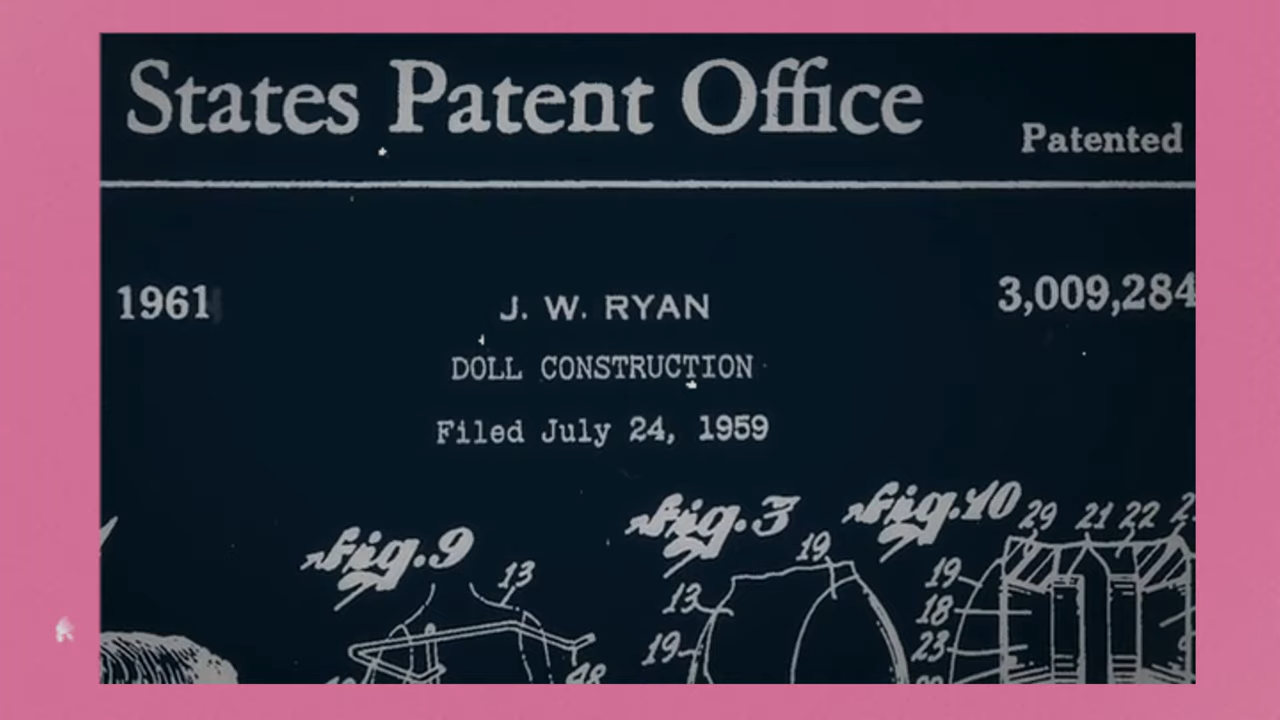 States Patent Office
Patented
1961
J. W. RYAN
3,009,284
DOLL CONSTRUCTION
Filed July 24, 1959
Fig.9
Fig.3
Fig.10
29 21 22
13
19
19
13
18
19
23